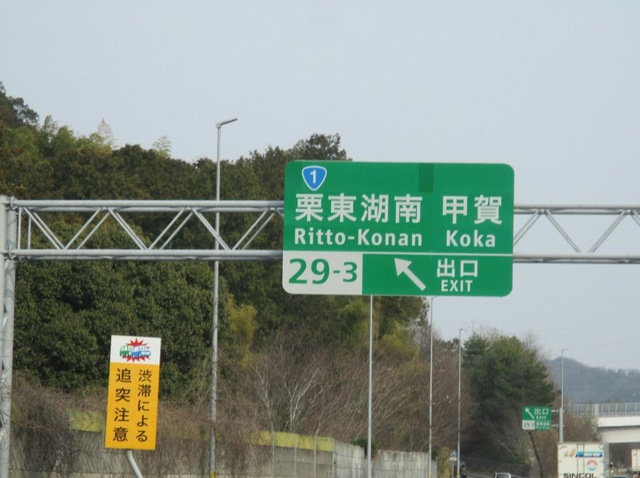 1
栗東湖南 甲賀
Ritto-Konan Koka
29-3 出口
EXIT
渋滞による
追突注意
出口
EXIT